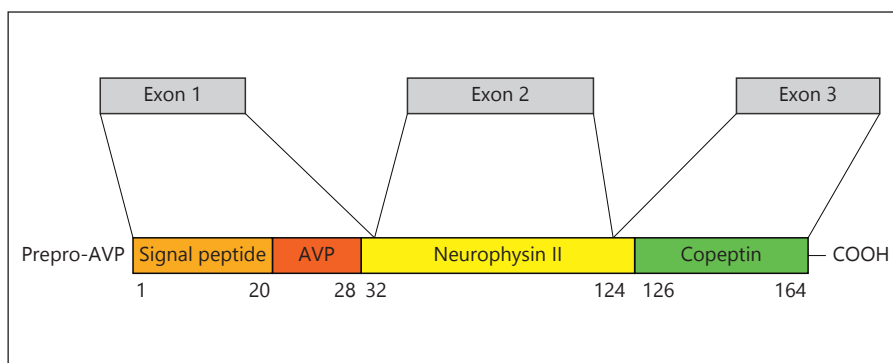 Exon 1 Exon 2 Exon 3
Prepro-AVP Signal peptide AVP Neurophysin II Copeptin COOH
1 20 28 32 124 126 164